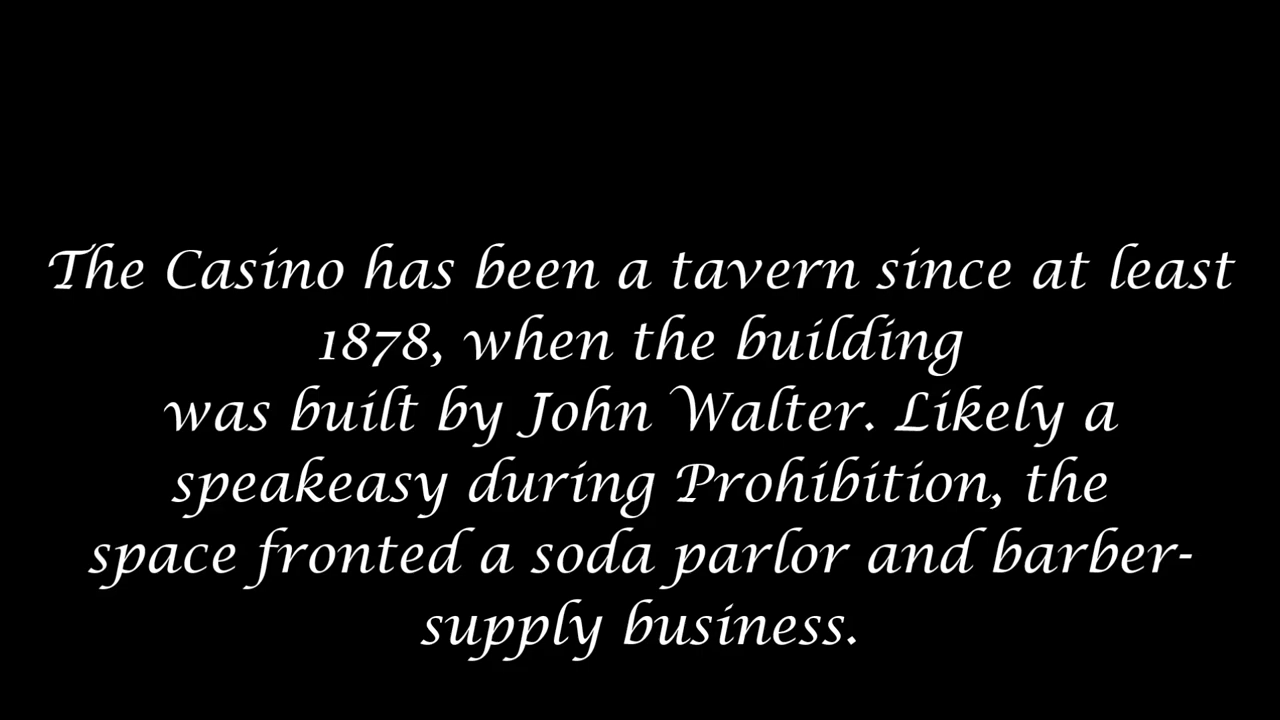 The Casino has been a tavern since at least
1878, when the building
was built by John Walter. Likely a
speakeasy during Prohibition, the
space fronted a soda parlor and barber-
supply business.